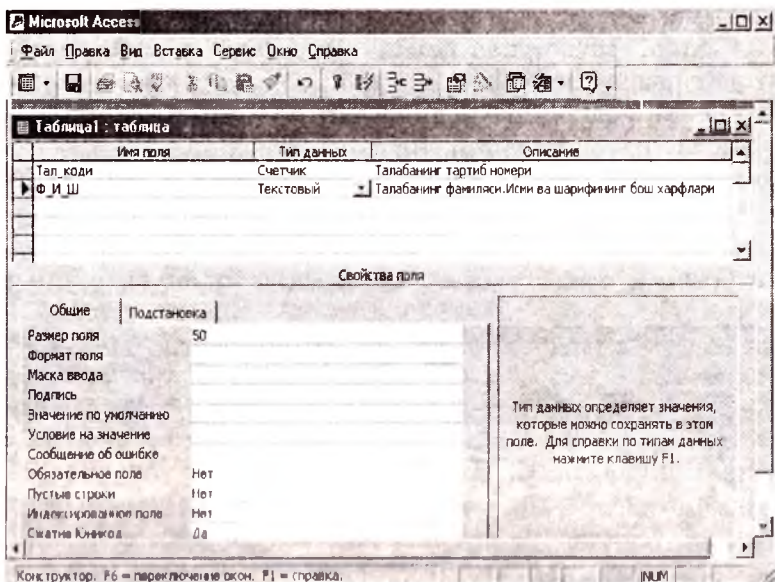 Microsoft Access
Файл Правка Вид Вставка Сервис Окно Справка
Таблица1 : таблица
Имя поля Тип данных Описание
Тал_коди Счетчик Талабанинг тартиб номери
Ф_И_Ш Текстовый Талабанинг фамиляси.Исми ва шарифининг бош харфлари
Свойства поля
Общие Подстановка
Размер поля 50
Формат поля
Маска ввода
Подпись
Значение по умолчанию
Условие на значение
Сообщение об ошибке
Обязательное поле Нет
Пустые строки Нет
Индексированное поле Нет
Сжатие Юникод Да
Тип данных определяет значения,
которые можно сохранять в этом
поле. Для справки по типам данных
нажмите клавишу F1.
Конструктор. F6 = переключение окон. F1 = справка. NUM